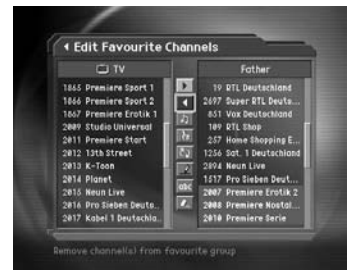 Edit Favourite Channels
TV
1865 Premiere Sport 1
1866 Premiere Sport 2
1867 Premiere Erotik 1
2009 Studio Universal
2011 Premiere Start
2012 13th Street
2013 K-Toon
2014 Planet
2015 Neun Live
2016 Pro Sieben Deuts...
2017 Kabel 1 Deutschla...
abc
Father
19 RTL Deutschland
2697 Super RTL Deuts...
851 Vox Deutschland
109 RTL Shop
257 Home Shopping E...
1256 Sat. 1 Deutschland
2894 Neun Live
1517 Pro Sieben Deut...
2007 Premiere Erotik 2
2008 Premiere Nostal...
2010 Premiere Serie
Remove channel(s) from favourite group